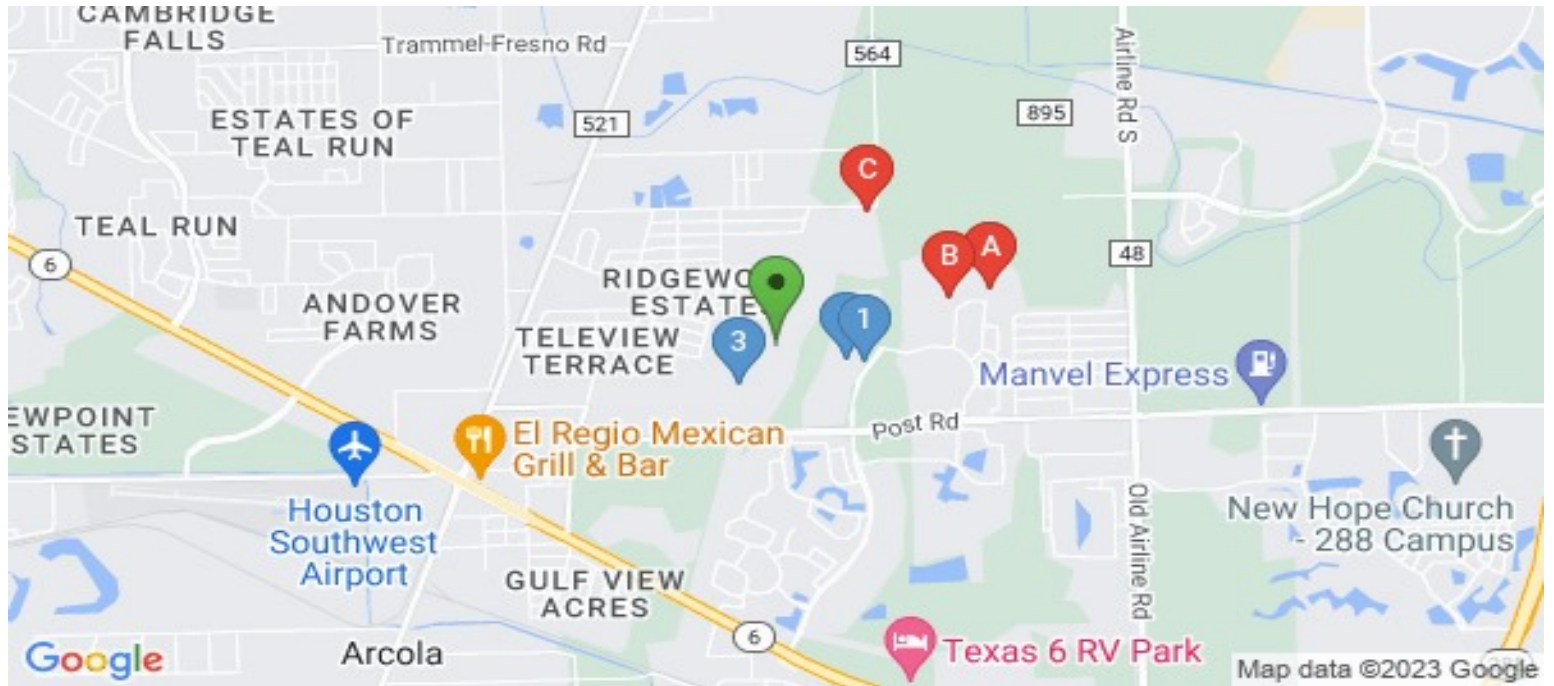 CAMBRIDGE
FALLS
Trammel-Fresno Rd
564
Airline Rd S
895
521
ESTATES OF
TEAL RUN
C
TEAL RUN
6
B
A
48
RIDGEWO
ESTATE
ANDOVER
FARMS
TELEVIEW
TERRACE
3
1
Manvel Express
EWPOINT
STATES
El Regio Mexican
Grill & Bar
Post Rd
Houston
Southwest
Airport
Old Airline Rd
New Hope Church
- 288 Campus
GULF VIEW
ACRES
6
Arcola
Texas 6 RV Park
Google
Map data ©2023 Google